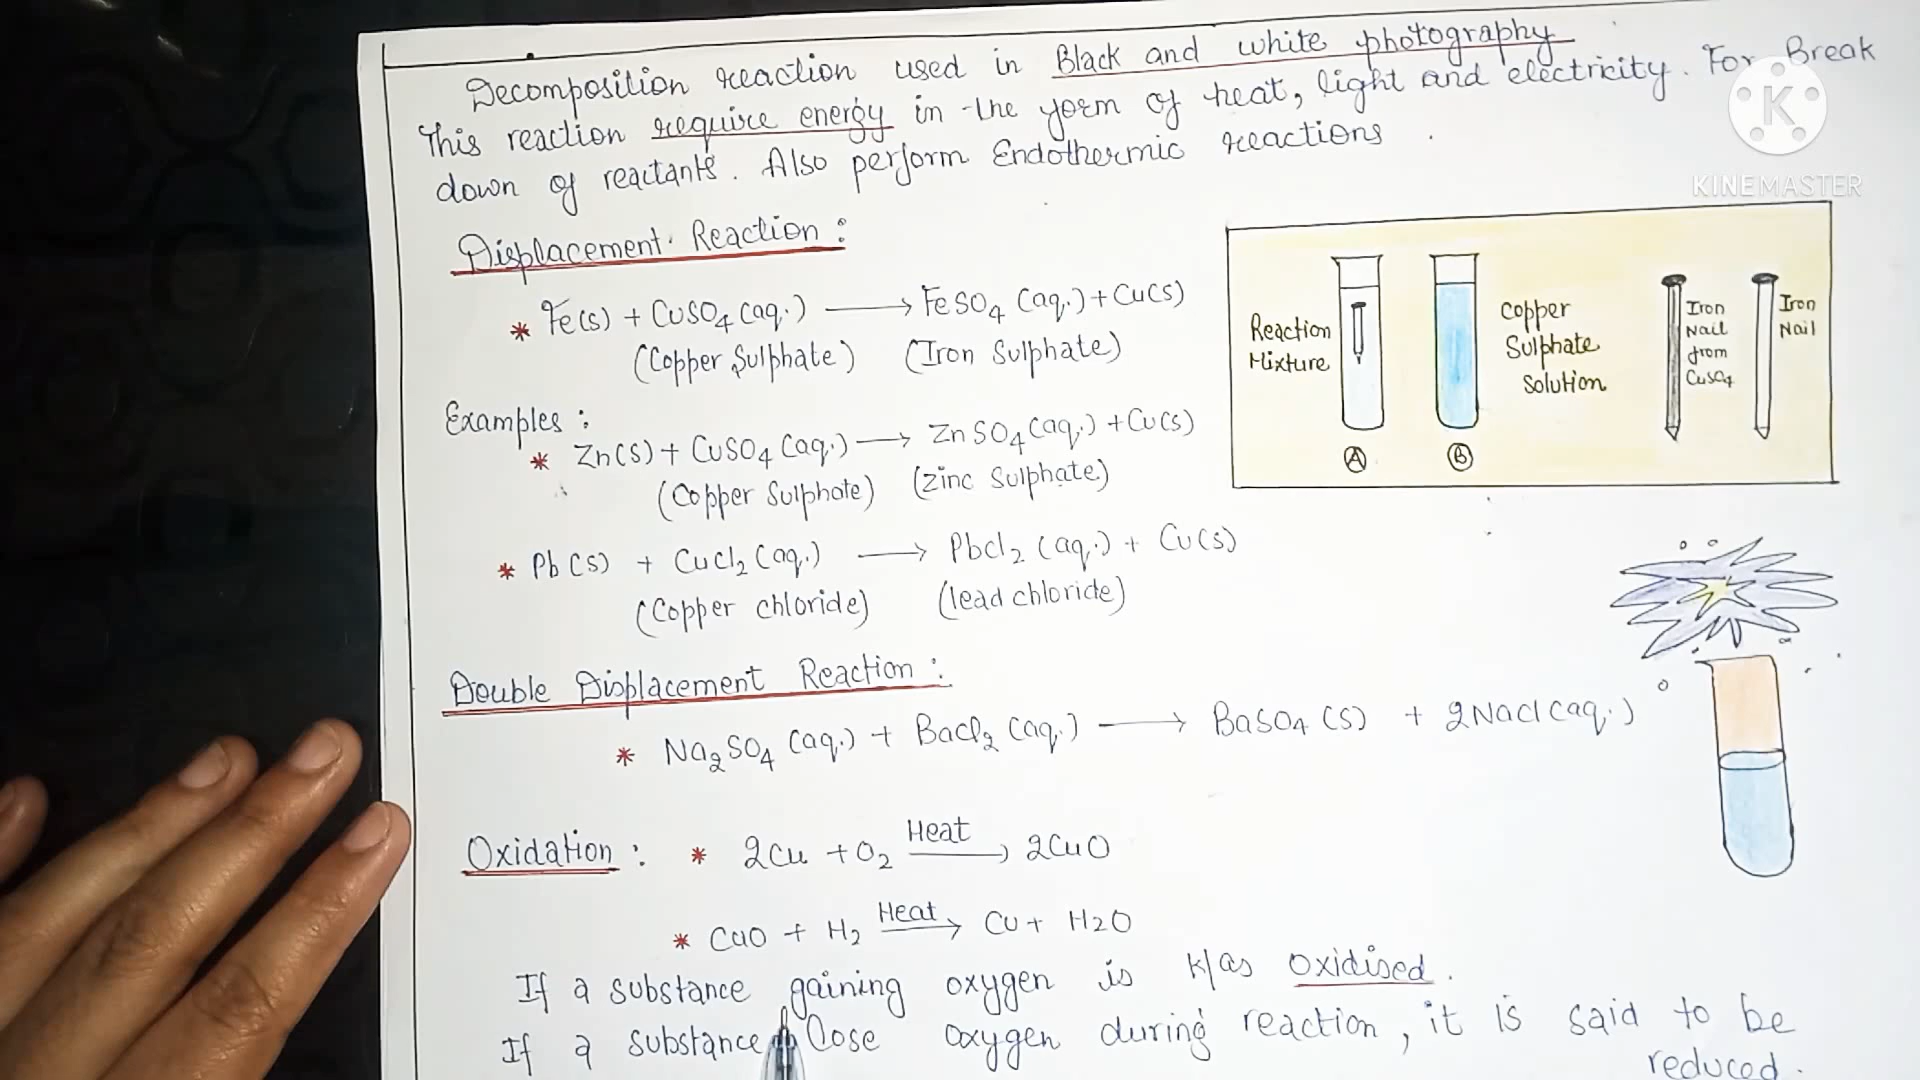 Decomposition reaction used in Black and white photography
This reaction require energy in the form of heat, light and electricity. For Break
down of reactants. Also perform Endothermic reactions.
Displacement Reaction:
* Fe(s) + CuSO4 (aq.) → FeSO4 (aq.) + Cu(s)
(Copper Sulphate) (Iron Sulphate)
Examples:
* Zn(s) + CuSO4 (aq.) → ZnSO4 (aq.) + Cu(s)
(Copper Sulphate) (Zinc Sulphate)
* Pb(s) + CuCl2 (aq.) → PbCl2 (aq.) + Cu(s)
(Copper chloride) (lead chloride)
Reaction
Mixture
A
B
Copper
Sulphate
Solution
Iron
Nail
from
CuSO4
Iron
Nail
Double Displacement Reaction:
* Na2SO4 (aq.) + BaCl2 (aq.) → BaSO4 (s) + 2NaCl (aq.)
Oxidation: * 2Cu + O2 Heat → 2CuO
* CuO + H2 Heat → Cu + H2O
If a substance gaining oxygen is k/as oxidised.
If a substance lose oxygen during reaction, it is said to be
reduced.
K
KINEMASTER